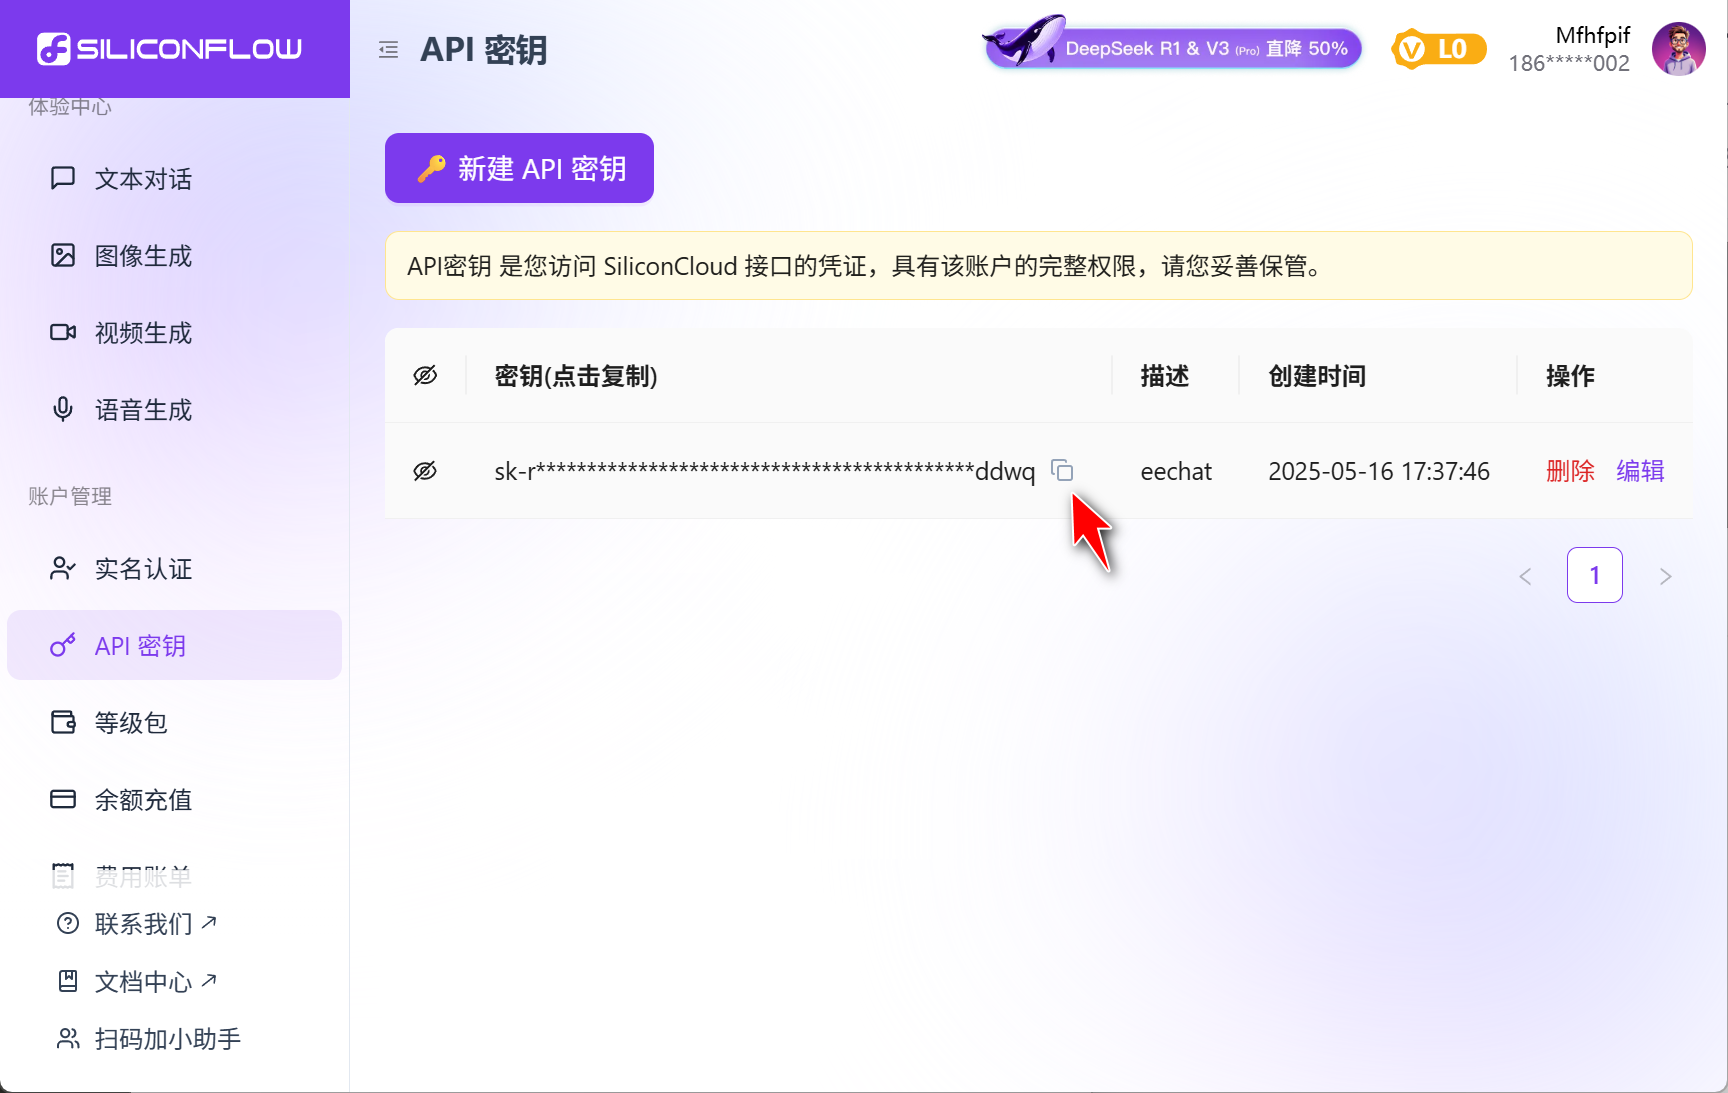 SILICONFLOW
API 密钥
DeepSeek R1 & V3 (Pro) 直降 50%
V L0
Mfhfpif
186*****002
体验中心
文本对话
图像生成
视频生成
语音生成
账户管理
实名认证
API 密钥
等级包
余额充值
费用账单
联系我们
文档中心
扫码加小助手
新建 API 密钥
API密钥 是您访问 SiliconCloud 接口的凭证，具有该账户的完整权限，请您妥善保管。
密钥(点击复制) 描述 创建时间 操作
sk-r*******************************************ddwq eechat 2025-05-16 17:37:46 删除 编辑
1